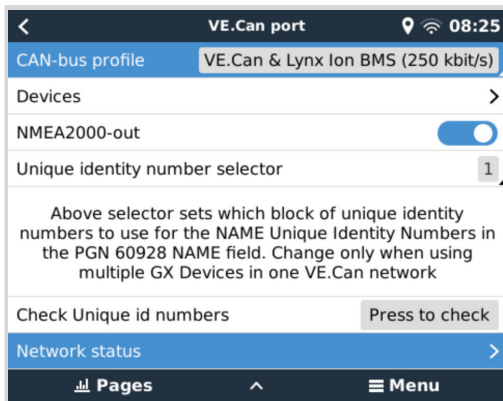 VE.Can port 08:25
CAN-bus profile VE.Can & Lynx Ion BMS (250 kbit/s)
Devices
NMEA2000-out
Unique identity number selector 1
Above selector sets which block of unique identity
numbers to use for the NAME Unique Identity Numbers in
the PGN 60928 NAME field. Change only when using
multiple GX Devices in one VE.Can network
Check Unique id numbers Press to check
Network status
Pages Menu